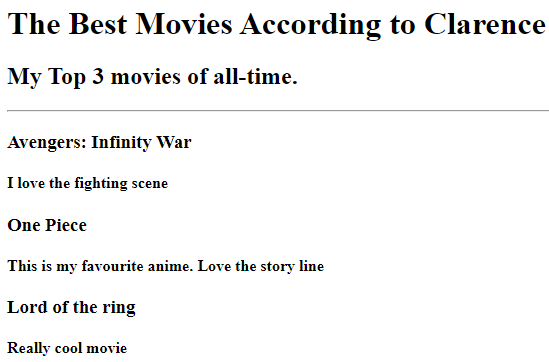 The Best Movies According to Clarence
My Top 3 movies of all-time.
Avengers: Infinity War
I love the fighting scene
One Piece
This is my favourite anime. Love the story line
Lord of the ring
Really cool movie